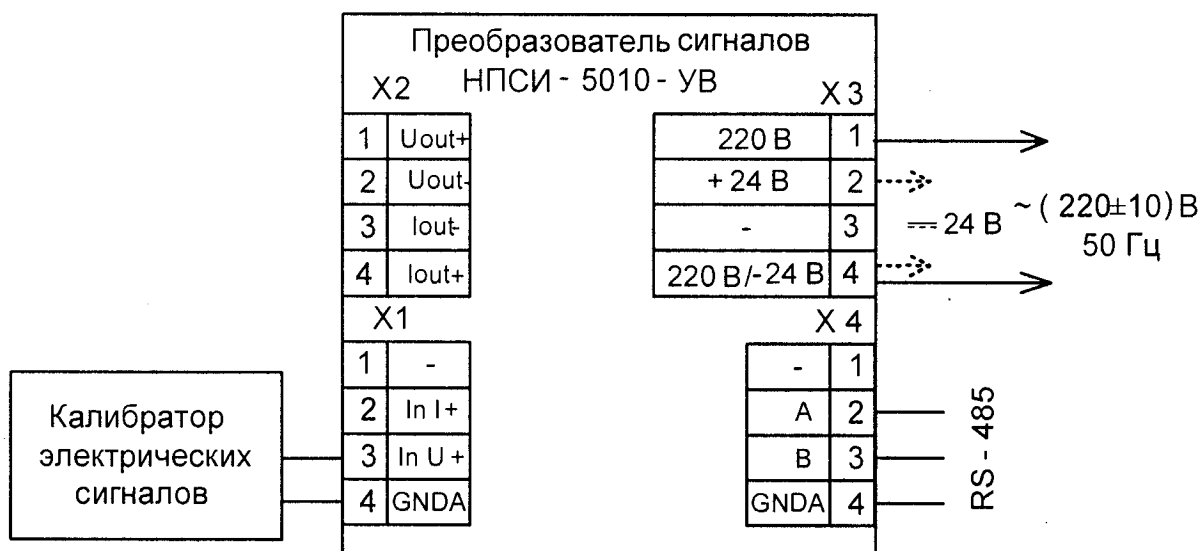 Преобразователь сигналов
НПСИ - 5010 - УВ
X2
1 Uout+
2 Uout-
3 Iout-
4 Iout+
X 3
220 В 1
+ 24 В 2
- 3
220 В/-24 В 4
24 В
~ ( 220±10) В
50 Гц
X1
1 -
2 In I +
3 In U +
4 GNDA
X 4
- 1
A 2
B 3
GNDA 4
RS - 485
Калибратор
электрических
сигналов